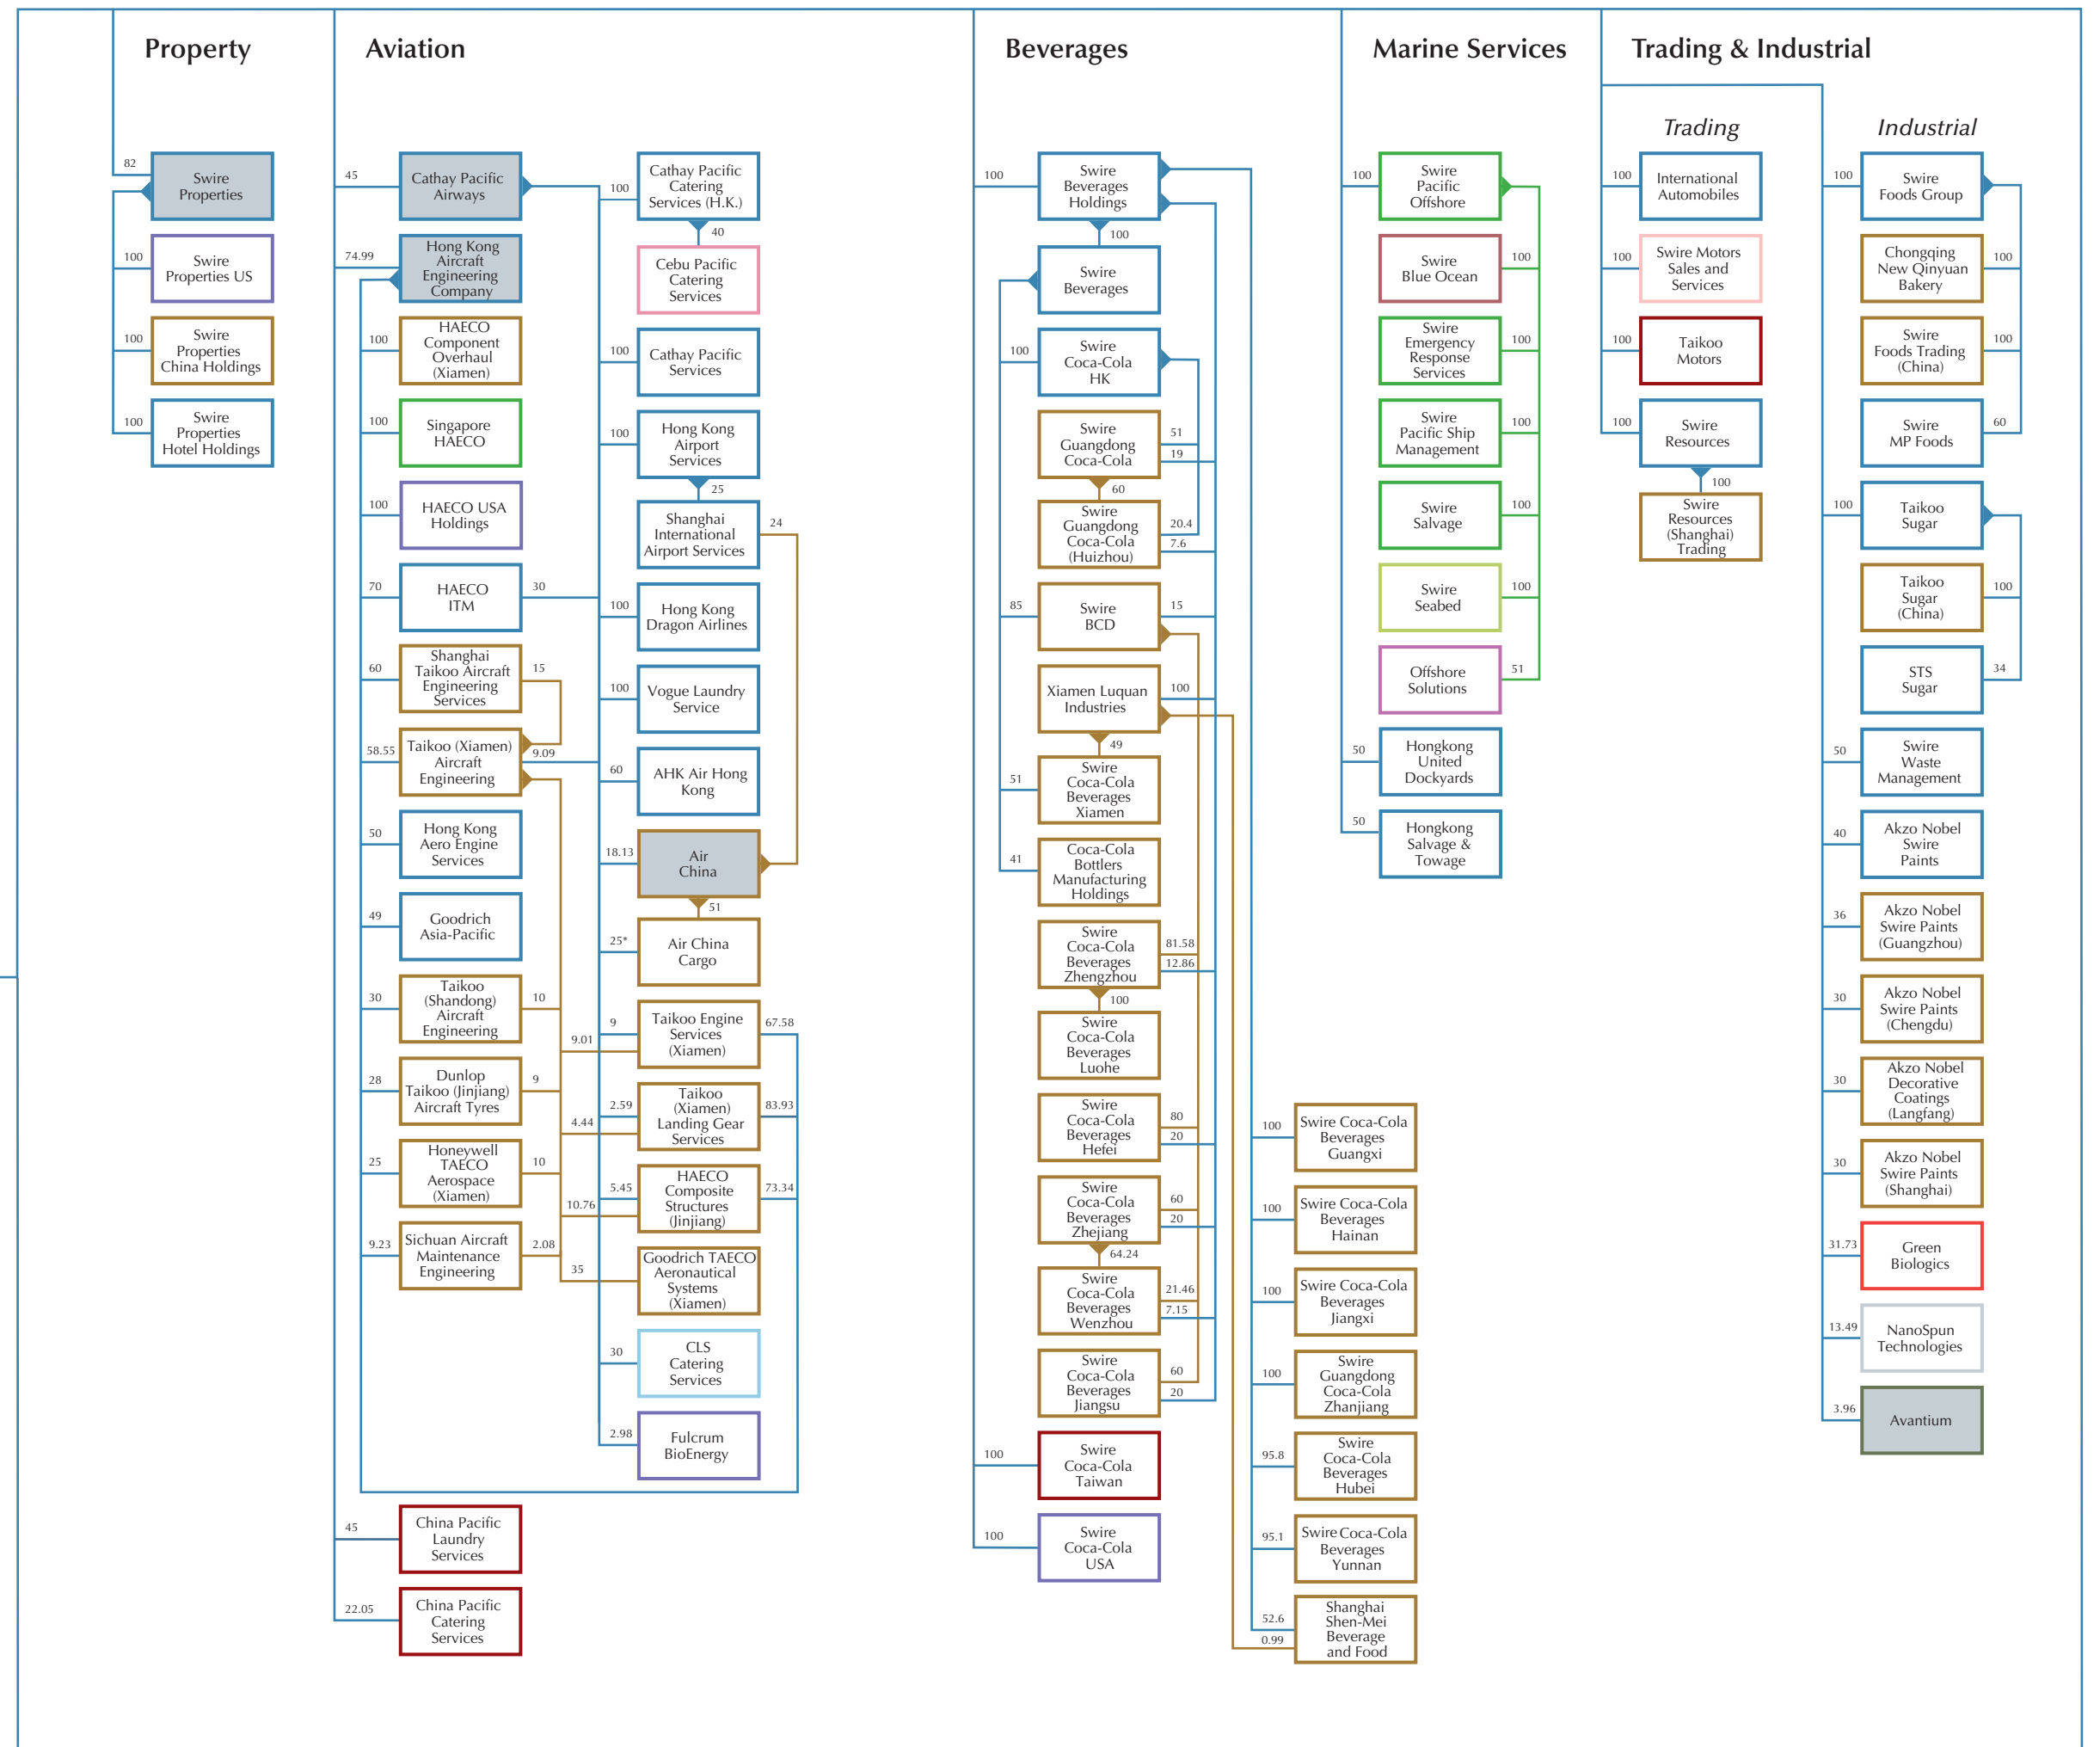 Property
82
Swire
Properties
100
Swire
Properties US
100
Swire
Properties
China Holdings
100
Swire
Properties
Hotel Holdings
Aviation
45
Cathay Pacific
Airways
74.99
Hong Kong
Aircraft
Engineering
Company
100
HAECO
Component
Overhaul
(Xiamen)
100
Singapore
HAECO
100
HAECO USA
Holdings
70
HAECO
ITM
30
60
Shanghai
Taikoo Aircraft
Engineering
Services
15
58.55
Taikoo (Xiamen)
Aircraft
Engineering
9.09
50
Hong Kong
Aero Engine
Services
49
Goodrich
Asia-Pacific
30
Taikoo
(Shandong)
Aircraft
Engineering
10
28
Dunlop
Taikoo (Jinjiang)
Aircraft Tyres
9
25
Honeywell
TAECO
Aerospace
(Xiamen)
10
9.23
Sichuan Aircraft
Maintenance
Engineering
2.08
45
China Pacific
Laundry
Services
22.05
China Pacific
Catering
Services
100
Cathay Pacific
Catering
Services (H.K.)
40
Cebu Pacific
Catering
Services
100
Cathay Pacific
Services
100
Hong Kong
Airport
Services
25
Shanghai
International
Airport Services
24
100
Hong Kong
Dragon Airlines
100
Vogue Laundry
Service
60
AHK Air Hong
Kong
18.13
Air
China
51
25*
Air China
Cargo
9
9.01
Taikoo Engine
Services
(Xiamen)
67.58
2.59
4.44
Taikoo
(Xiamen)
Landing Gear
Services
83.93
5.45
10.76
HAECO
Composite
Structures
(Jinjiang)
73.34
35
Goodrich TAECO
Aeronautical
Systems
(Xiamen)
30
CLS
Catering
Services
2.98
Fulcrum
BioEnergy
Beverages
100
Swire
Beverages
Holdings
100
Swire
Beverages
100
Swire
Coca-Cola
HK
Swire
Guangdong
Coca-Cola
51
19
60
Swire
Guangdong
Coca-Cola
(Huizhou)
20.4
7.6
85
Swire
BCD
15
Xiamen Luquan
Industries
100
49
51
Swire
Coca-Cola
Beverages
Xiamen
41
Coca-Cola
Bottlers
Manufacturing
Holdings
Swire
Coca-Cola
Beverages
Zhengzhou
81.58
12.86
100
Swire
Coca-Cola
Beverages
Luohe
Swire
Coca-Cola
Beverages
Hefei
80
20
Swire
Coca-Cola
Beverages
Zhejiang
60
20
64.24
Swire
Coca-Cola
Beverages
Wenzhou
21.46
7.15
Swire
Coca-Cola
Beverages
Jiangsu
60
20
100
Swire
Coca-Cola
Taiwan
100
Swire
Coca-Cola
USA
100
Swire Coca-Cola
Beverages
Guangxi
100
Swire Coca-Cola
Beverages
Hainan
100
Swire Coca-Cola
Beverages
Jiangxi
100
Swire
Guangdong
Coca-Cola
Zhanjiang
95.8
Swire
Coca-Cola
Beverages
Hubei
95.1
Swire Coca-Cola
Beverages
Yunnan
52.6
0.99
Shanghai
Shen-Mei
Beverage
and Food
Marine Services
100
Swire
Pacific
Offshore
Swire
Blue Ocean
100
Swire
Emergency
Response
Services
100
Swire
Pacific Ship
Management
100
Swire
Salvage
100
Swire
Seabed
100
Offshore
Solutions
51
50
Hongkong
United
Dockyards
50
Hongkong
Salvage &
Towage
Trading & Industrial
Trading
100
International
Automobiles
100
Swire Motors
Sales and
Services
100
Taikoo
Motors
100
Swire
Resources
100
Swire
Resources
(Shanghai)
Trading
Industrial
100
Swire
Foods Group
Chongqing
New Qinyuan
Bakery
100
Swire
Foods Trading
(China)
100
Swire
MP Foods
60
100
Taikoo
Sugar
Taikoo
Sugar
(China)
100
STS
Sugar
34
50
Swire
Waste
Management
40
Akzo Nobel
Swire
Paints
36
Akzo Nobel
Swire Paints
(Guangzhou)
30
Akzo Nobel
Swire Paints
(Chengdu)
30
Akzo Nobel
Decorative
Coatings
(Langfang)
30
Akzo Nobel
Swire Paints
(Shanghai)
31.73
Green
Biologics
13.49
NanoSpun
Technologies
3.96
Avantium